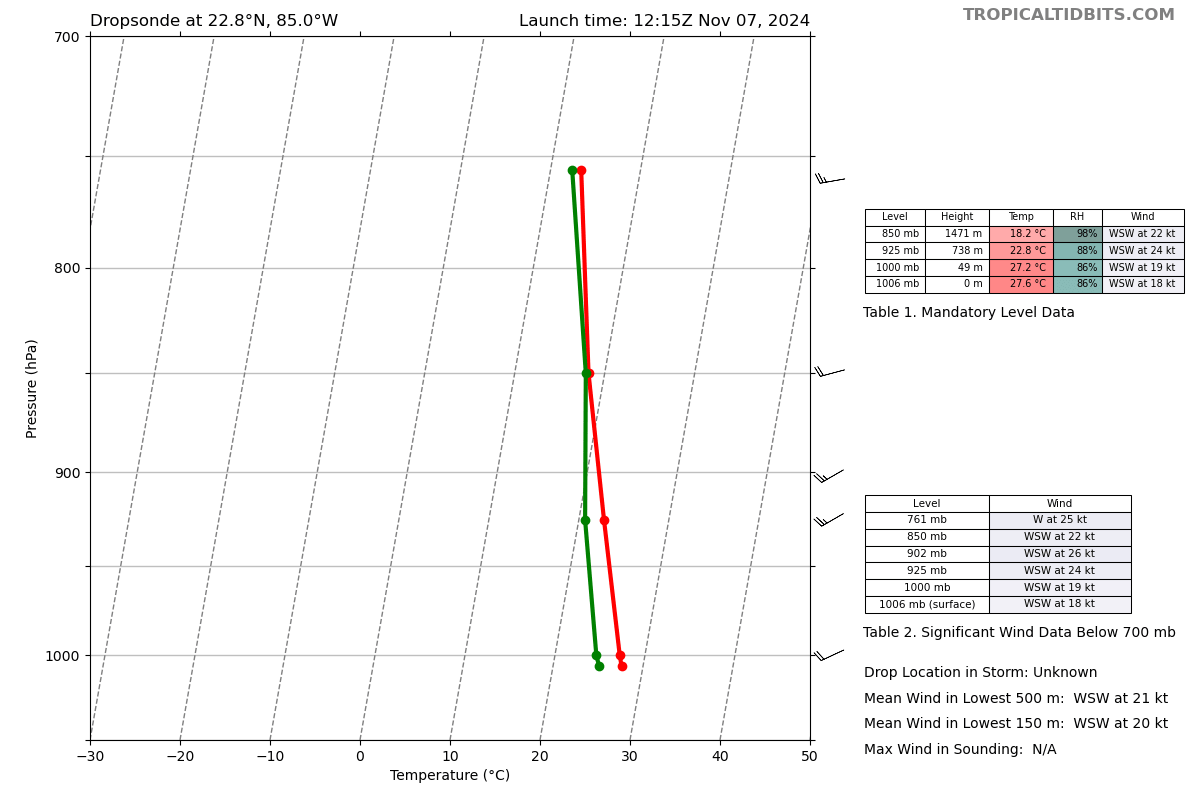 Dropsonde at 22.8°N, 85.0°W
Launch time: 12:15Z Nov 07, 2024
TROPICALTIDBITS.COM
700
800
900
1000
Pressure (hPa)
−30 −20 −10 0 10 20 30 40 50
Temperature (°C)
Level Height Temp RH Wind
850 mb 1471 m 18.2 °C 98% WSW at 22 kt
925 mb 738 m 22.8 °C 88% WSW at 24 kt
1000 mb 49 m 27.2 °C 86% WSW at 19 kt
1006 mb 0 m 27.6 °C 86% WSW at 18 kt
Table 1. Mandatory Level Data
Level Wind
761 mb W at 25 kt
850 mb WSW at 22 kt
902 mb WSW at 26 kt
925 mb WSW at 24 kt
1000 mb WSW at 19 kt
1006 mb (surface) WSW at 18 kt
Table 2. Significant Wind Data Below 700 mb
Drop Location in Storm: Unknown
Mean Wind in Lowest 500 m: WSW at 21 kt
Mean Wind in Lowest 150 m: WSW at 20 kt
Max Wind in Sounding: N/A